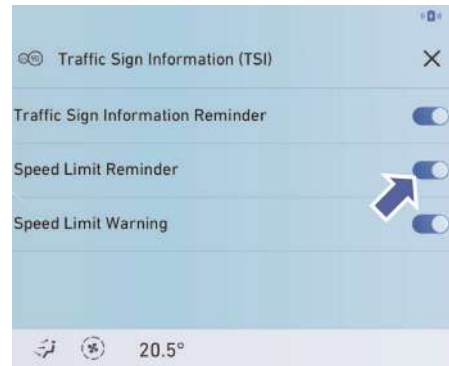 Traffic Sign Information (TSI)
Traffic Sign Information Reminder
Speed Limit Reminder
Speed Limit Warning
20.5°